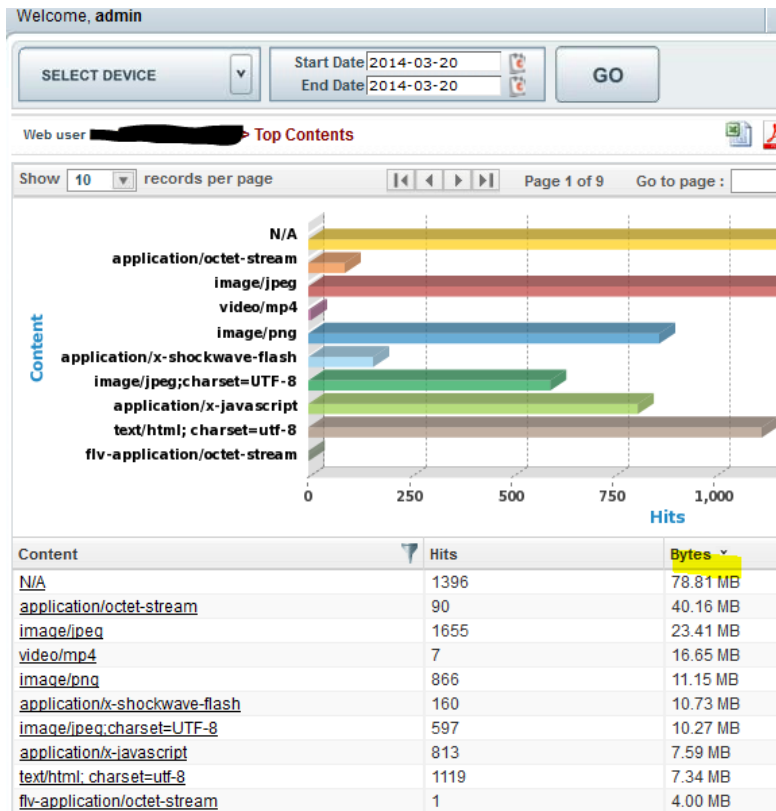 Welcome, admin
SELECT DEVICE
Start Date 2014-03-20
End Date 2014-03-20
GO
Web user > Top Contents
Show 10 records per page Page 1 of 9 Go to page :
Content
N/A
application/octet-stream
image/jpeg
video/mp4
image/png
application/x-shockwave-flash
image/jpeg;charset=UTF-8
application/x-javascript
text/html; charset=utf-8
flv-application/octet-stream
0 250 500 750 1,000
Hits
Content Hits Bytes
N/A 1396 78.81 MB
application/octet-stream 90 40.16 MB
image/jpeg 1655 23.41 MB
video/mp4 7 16.65 MB
image/png 866 11.15 MB
application/x-shockwave-flash 160 10.73 MB
image/jpeg;charset=UTF-8 597 10.27 MB
application/x-javascript 813 7.59 MB
text/html; charset=utf-8 1119 7.34 MB
flv-application/octet-stream 1 4.00 MB